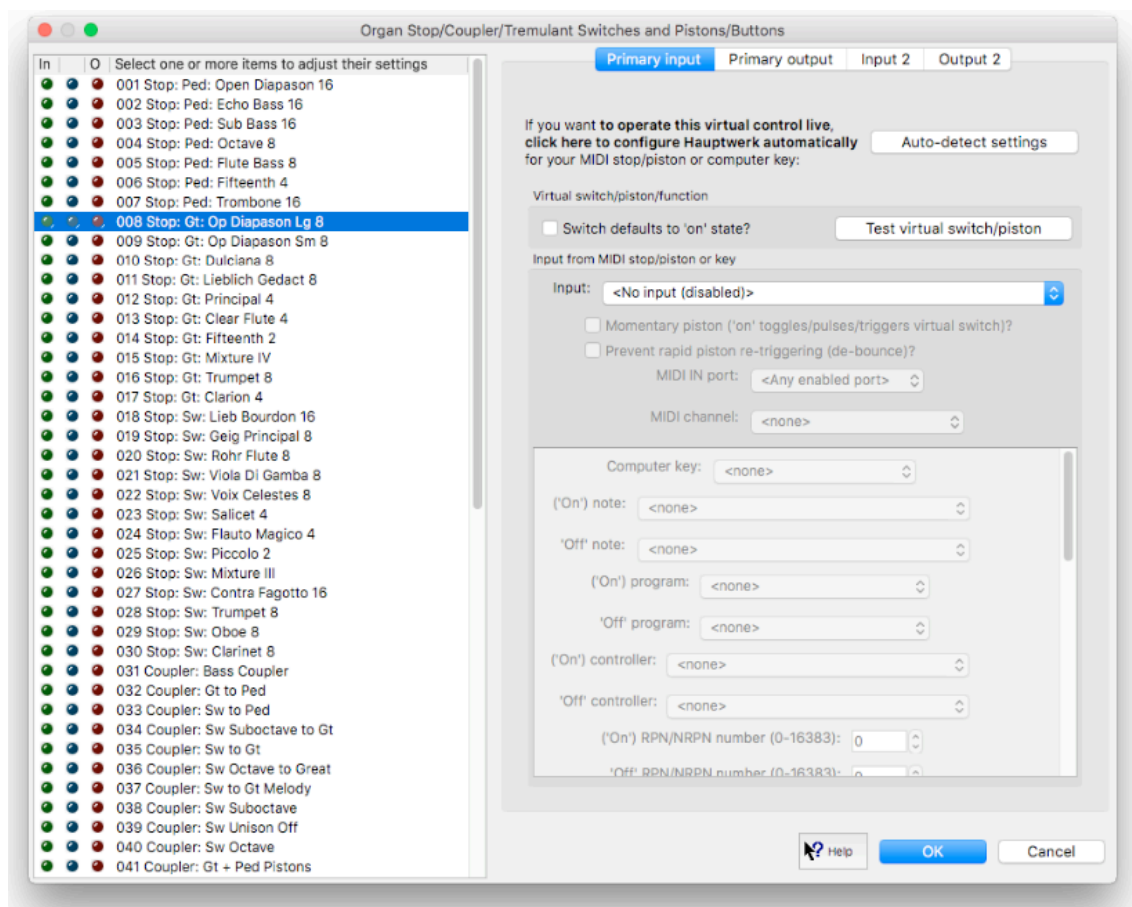 Organ Stop/Coupler/Tremulant Switches and Pistons/Buttons
In O Select one or more items to adjust their settings
001 Stop: Ped: Open Diapason 16
002 Stop: Ped: Echo Bass 16
003 Stop: Ped: Sub Bass 16
004 Stop: Ped: Octave 8
005 Stop: Ped: Flute Bass 8
006 Stop: Ped: Fifteenth 4
007 Stop: Ped: Trombone 16
008 Stop: Gt: Op Diapason Lg 8
009 Stop: Gt: Op Diapason Sm 8
010 Stop: Gt: Dulciana 8
011 Stop: Gt: Lieblich Gedact 8
012 Stop: Gt: Principal 4
013 Stop: Gt: Clear Flute 4
014 Stop: Gt: Fifteenth 2
015 Stop: Gt: Mixture IV
016 Stop: Gt: Trumpet 8
017 Stop: Gt: Clarion 4
018 Stop: Sw: Lieb Bourdon 16
019 Stop: Sw: Geig Principal 8
020 Stop: Sw: Rohr Flute 8
021 Stop: Sw: Viola Di Gamba 8
022 Stop: Sw: Voix Celestes 8
023 Stop: Sw: Salicet 4
024 Stop: Sw: Flauto Magico 4
025 Stop: Sw: Piccolo 2
026 Stop: Sw: Mixture III
027 Stop: Sw: Contra Fagotto 16
028 Stop: Sw: Trumpet 8
029 Stop: Sw: Oboe 8
030 Stop: Sw: Clarinet 8
031 Coupler: Bass Coupler
032 Coupler: Gt to Ped
033 Coupler: Sw to Ped
034 Coupler: Sw Suboctave to Gt
035 Coupler: Sw to Gt
036 Coupler: Sw Octave to Great
037 Coupler: Sw to Gt Melody
038 Coupler: Sw Suboctave
039 Coupler: Sw Unison Off
040 Coupler: Sw Octave
041 Coupler: Gt + Ped Pistons
Primary input Primary output Input 2 Output 2
If you want to operate this virtual control live,
click here to configure Hauptwerk automatically
for your MIDI stop/piston or computer key:
Auto-detect settings
Virtual switch/piston/function
Switch defaults to 'on' state? Test virtual switch/piston
Input from MIDI stop/piston or key
Input: <No input (disabled)>
Momentary piston ('on' toggles/pulses/triggers virtual switch)?
Prevent rapid piston re-triggering (de-bounce)?
MIDI IN port: <Any enabled port>
MIDI channel: <none>
Computer key: <none>
('On') note: <none>
'Off' note: <none>
('On') program: <none>
'Off' program: <none>
('On') controller: <none>
'Off' controller: <none>
('On') RPN/NRPN number (0-16383): 0
'Off' RPN/NRPN number (0-16383): 0
Help OK Cancel